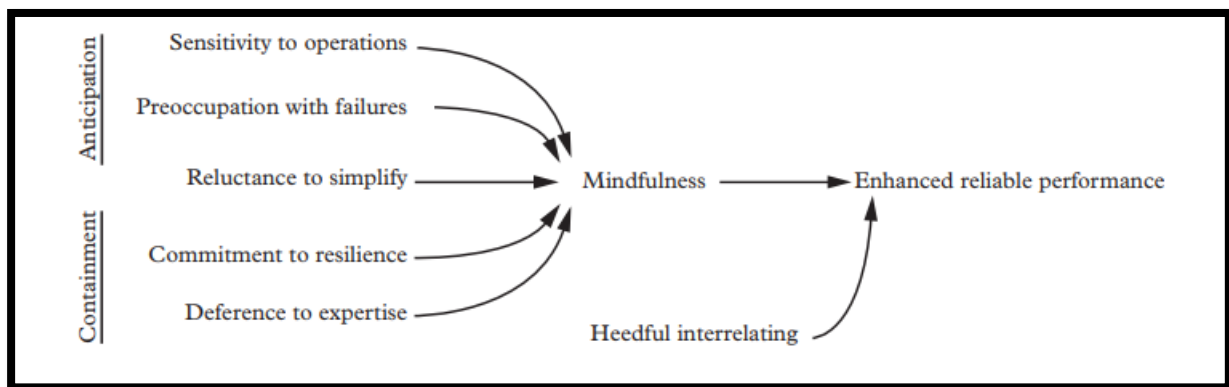 Anticipation
Sensitivity to operations
Preoccupation with failures
Reluctance to simplify
Mindfulness
Enhanced reliable performance
Containment
Commitment to resilience
Deference to expertise
Heedful interrelating